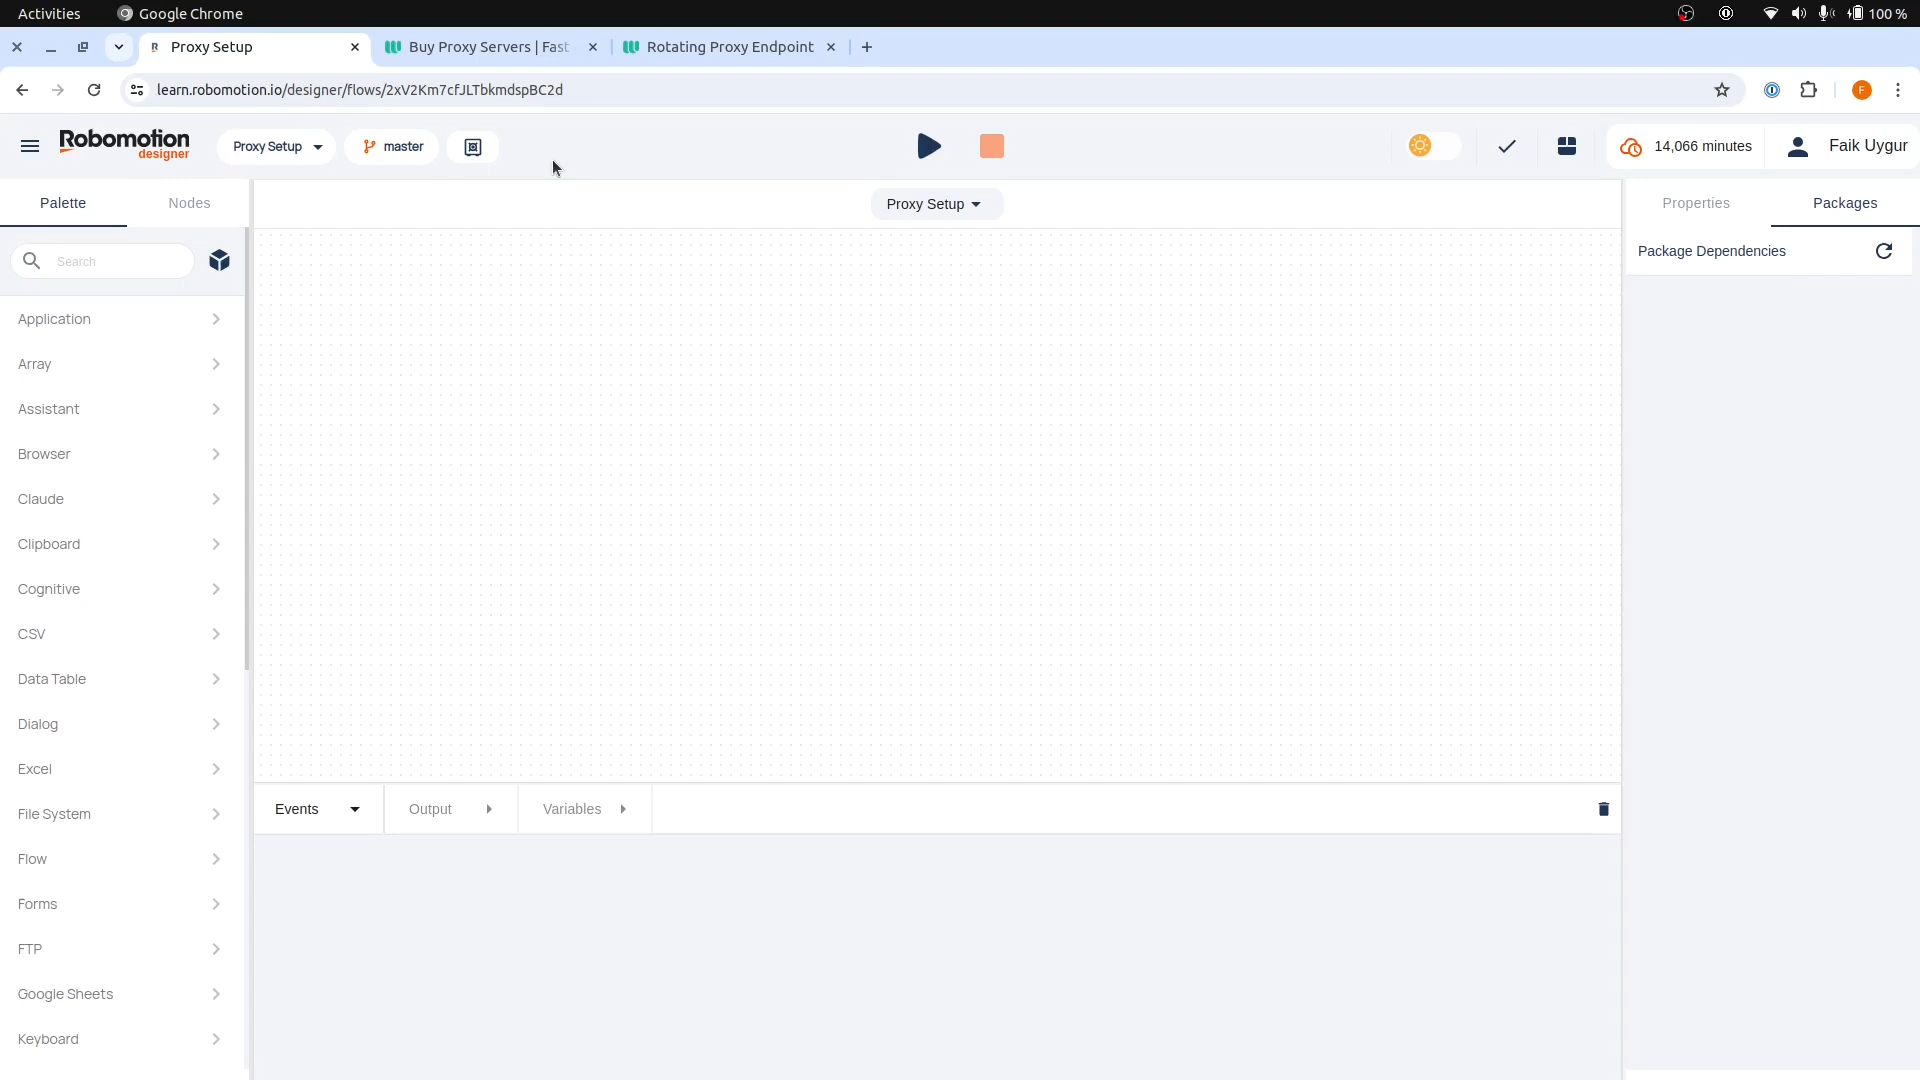 Activities
Google Chrome
100 %
Proxy Setup
Buy Proxy Servers | Fast
Rotating Proxy Endpoint
learn.robomotion.io/designer/flows/2xV2Km7cfJLTbkmdspBC2d
F
Robomotion
designer
Proxy Setup
master
14,066 minutes
Faik Uygur
Palette
Nodes
Proxy Setup
Properties
Packages
Search
Package Dependencies
Application
Array
Assistant
Browser
Claude
Clipboard
Cognitive
CSV
Data Table
Dialog
Excel
File System
Flow
Forms
FTP
Google Sheets
Keyboard
Events
Output
Variables